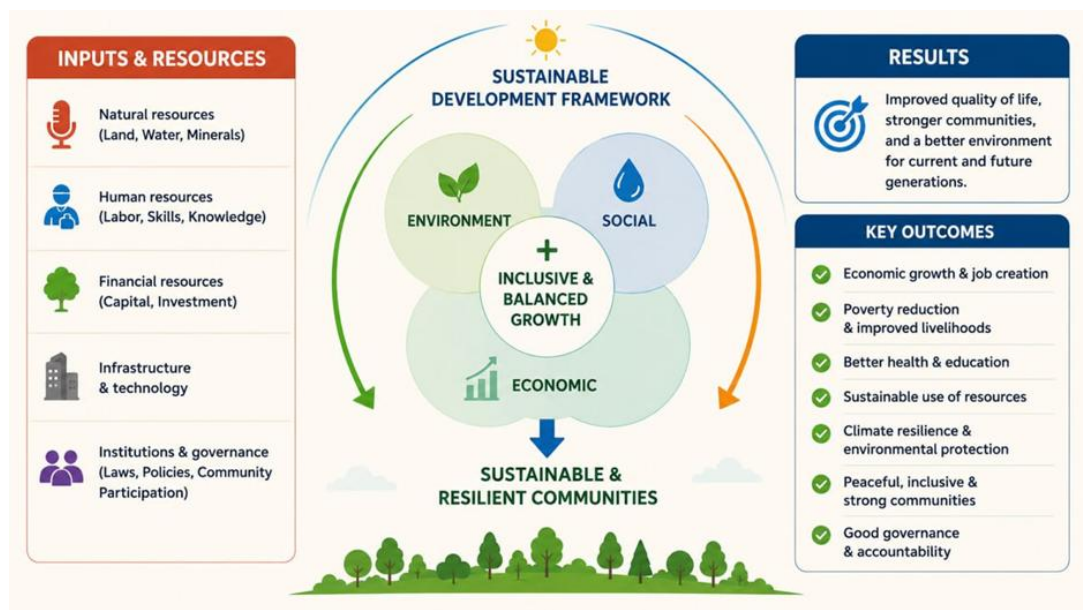 INPUTS & RESOURCES
Natural resources
(Land, Water, Minerals)
Human resources
(Labor, Skills, Knowledge)
Financial resources
(Capital, Investment)
Infrastructure
& technology
Institutions & governance
(Laws, Policies, Community
Participation)
SUSTAINABLE
DEVELOPMENT FRAMEWORK
ENVIRONMENT
SOCIAL
+
INCLUSIVE &
BALANCED
GROWTH
ECONOMIC
SUSTAINABLE &
RESILIENT COMMUNITIES
RESULTS
Improved quality of life,
stronger communities,
and a better environment
for current and future
generations.
KEY OUTCOMES
Economic growth & job creation
Poverty reduction
& improved livelihoods
Better health & education
Sustainable use of resources
Climate resilience &
environmental protection
Peaceful, inclusive &
strong communities
Good governance
& accountability